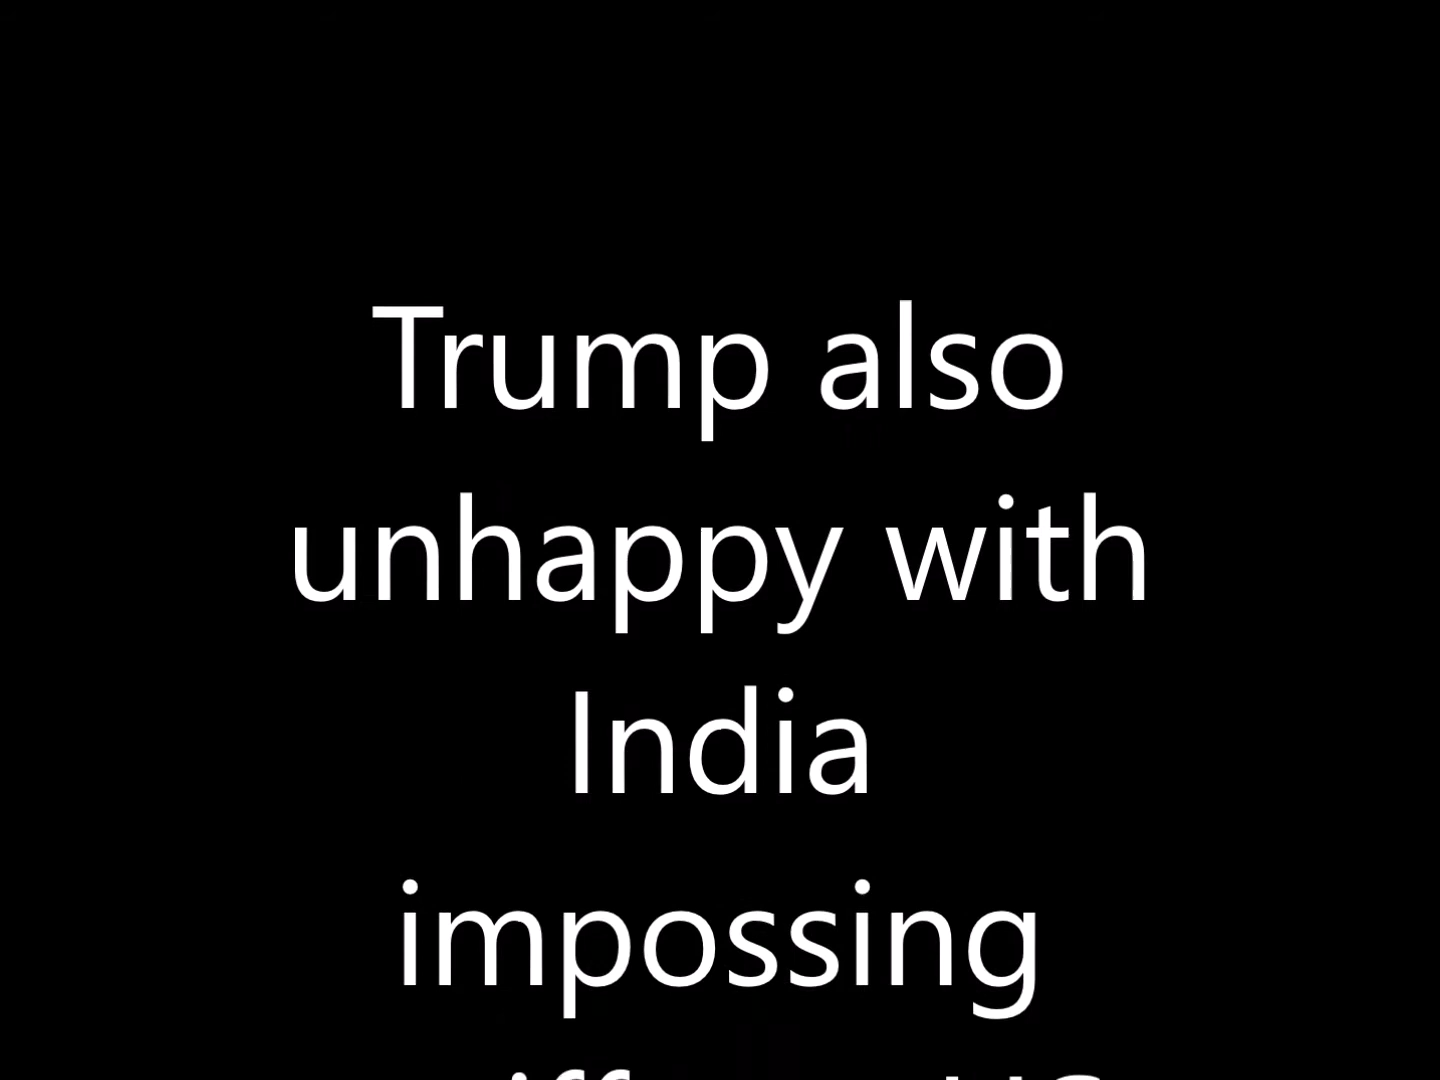 Trump also
unhappy with
India
impossing